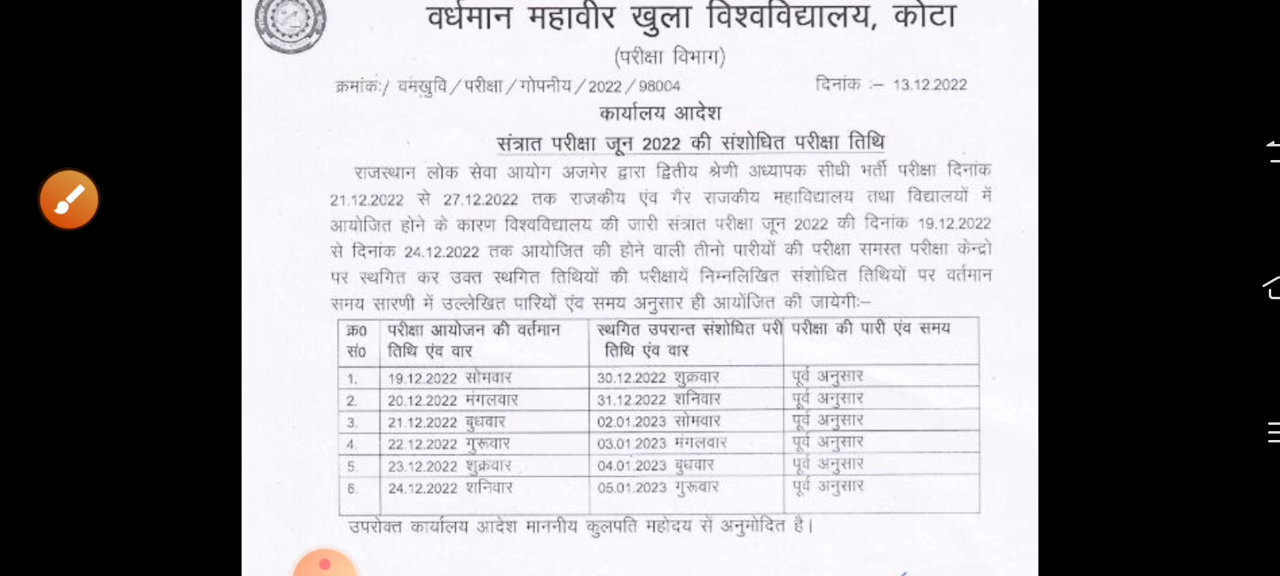 वर्धमान महावीर खुला विश्वविद्यालय, कोटा
(परीक्षा विभाग)
क्रमांकः/ वमखुवि/परीक्षा/गोपनीय/2022/98004 दिनांक :– 13.12.2022
कार्यालय आदेश
संत्रात परीक्षा जून 2022 की संशोधित परीक्षा तिथि
राजस्थान लोक सेवा आयोग अजमेर द्वारा द्वितीय श्रेणी अध्यापक सीधी भर्ती परीक्षा दिनांक
21.12.2022 से 27.12.2022 तक राजकीय एंव गैर राजकीय महाविद्यालय तथा विद्यालयों में
आयोजित होने के कारण विश्वविद्यालय की जारी संत्रात परीक्षा जून 2022 की दिनांक 19.12.2022
से दिनांक 24.12.2022 तक आयोजित की होने वाली तीनो पारीयों की परीक्षा समस्त परीक्षा केन्द्रो
पर स्थगित कर उक्त स्थगित तिथियों की परीक्षायें निम्नलिखित संशोधित तिथियों पर वर्तमान
समय सारणी में उल्लेखित पारियों एंव समय अनुसार ही आयोंजित की जायेगीः–
क्र0 परीक्षा आयोजन की वर्तमान स्थगित उपरान्त संशोधित परी परीक्षा की पारी एंव समय
सं0 तिथि एंव वार तिथि एंव वार
1. 19.12.2022 सोमवार 30.12.2022 शुक्रवार पूर्व अनुसार
2. 20.12.2022 मंगलवार 31.12.2022 शनिवार पूर्व अनुसार
3. 21.12.2022 बुधवार 02.01.2023 सोमवार पूर्व अनुसार
4. 22.12.2022 गुरूवार 03.01.2023 मंगलवार पूर्व अनुसार
5. 23.12.2022 शुक्रवार 04.01.2023 बुधवार पूर्व अनुसार
6. 24.12.2022 शनिवार 05.01.2023 गुरूवार पूर्व अनुसार
उपरोक्त कार्यालय आदेश माननीय कुलपति महोदय से अनुमोदित है।